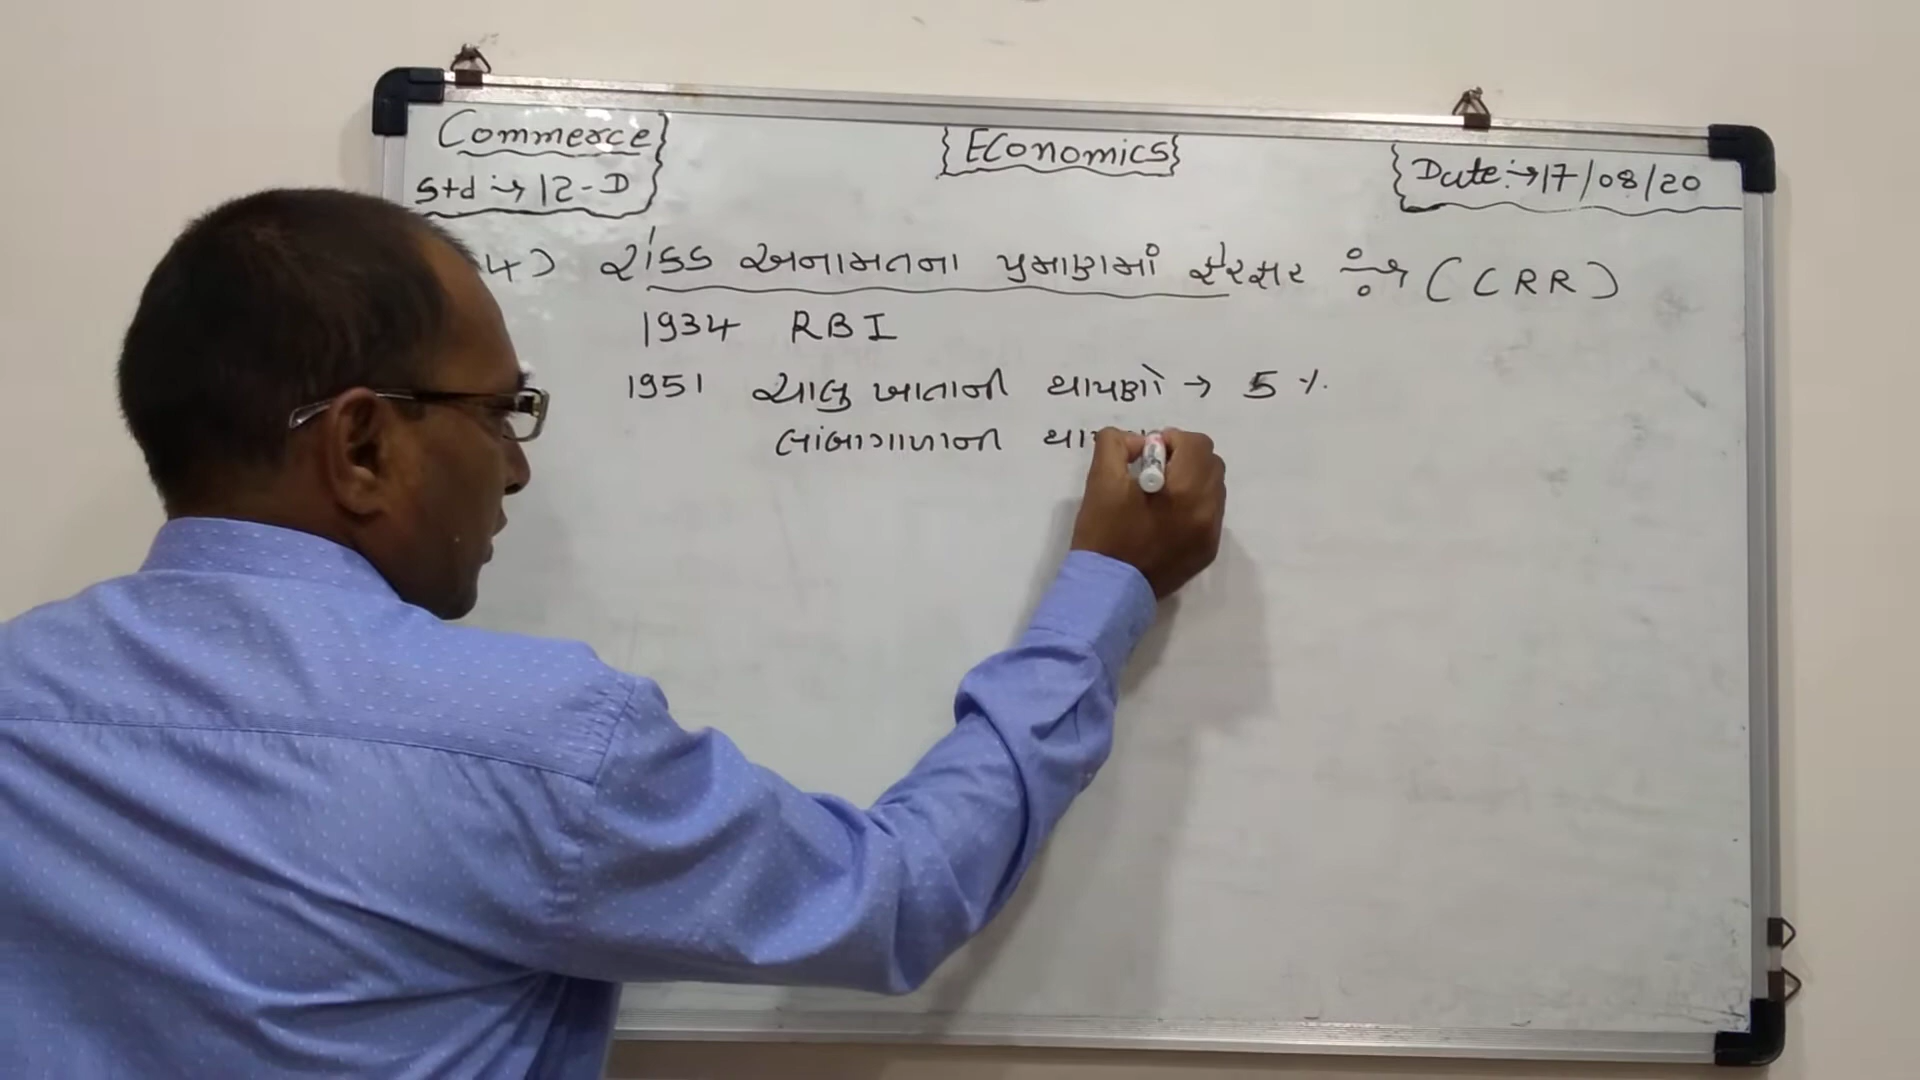 Commerce
Std :→ 12-D
Economics
Date :→ 17/08/20
4) રોકડ અનામતના પ્રમાણમાં ફેરફાર ÷→ (CRR)
1934 RBI
1951 ચાલુ ખાતાની થાપણો → 5 %
લાંબાગાળાની